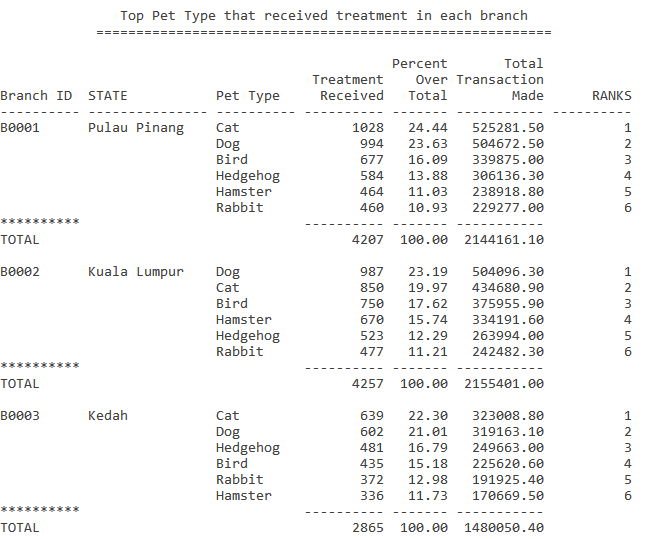 Top Pet Type that received treatment in each branch
=========================================================
Percent Total
Treatment Over Transaction
Branch ID STATE Pet Type Received Total Made RANKS
---------- --------------- ---------- ---------- ------- ----------- ----------
B0001 Pulau Pinang Cat 1028 24.44 525281.50 1
Dog 994 23.63 504672.50 2
Bird 677 16.09 339875.00 3
Hedgehog 584 13.88 306136.30 4
Hamster 464 11.03 238918.80 5
Rabbit 460 10.93 229277.00 6
********** ---------- ------- -----------
TOTAL 4207 100.00 2144161.10
B0002 Kuala Lumpur Dog 987 23.19 504096.30 1
Cat 850 19.97 434680.90 2
Bird 750 17.62 375955.90 3
Hamster 670 15.74 334191.60 4
Hedgehog 523 12.29 263994.00 5
Rabbit 477 11.21 242482.30 6
********** ---------- ------- -----------
TOTAL 4257 100.00 2155401.00
B0003 Kedah Cat 639 22.30 323008.80 1
Dog 602 21.01 319163.10 2
Hedgehog 481 16.79 249663.00 3
Bird 435 15.18 225620.60 4
Rabbit 372 12.98 191925.40 5
Hamster 336 11.73 170669.50 6
********** ---------- ------- -----------
TOTAL 2865 100.00 1480050.40